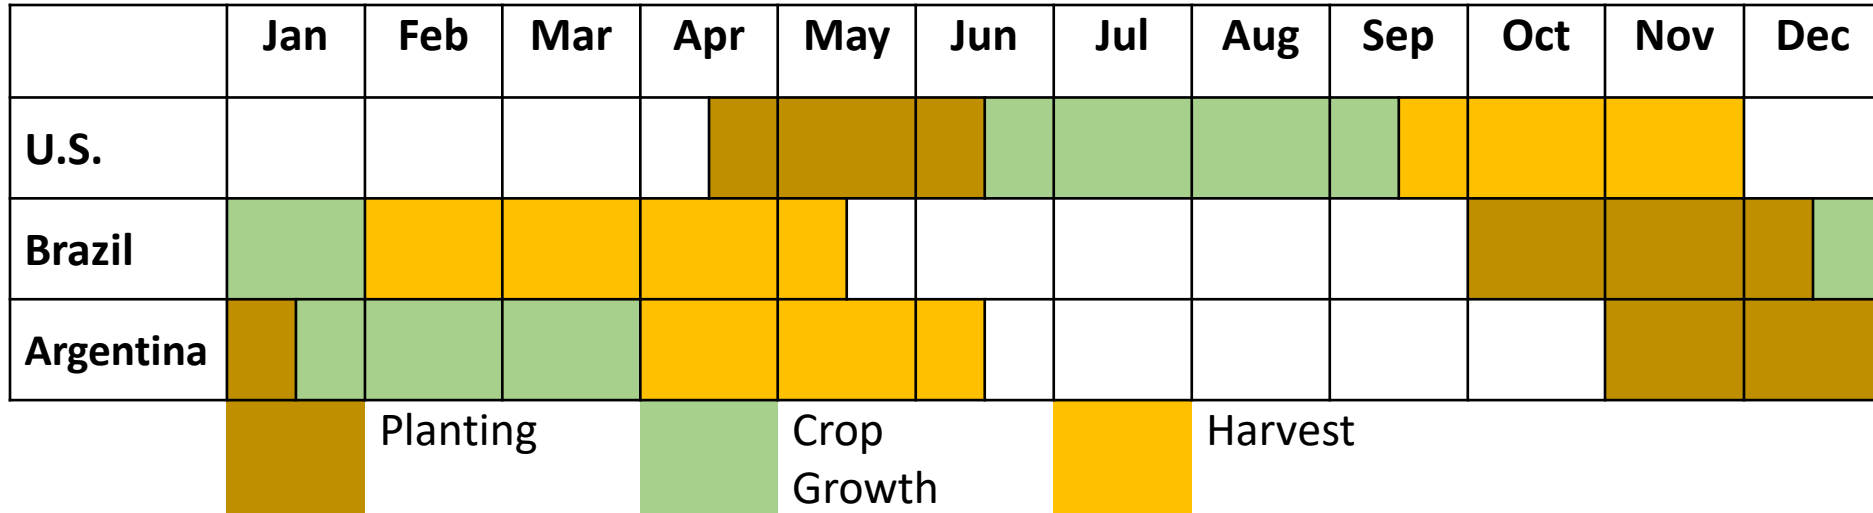 Jan Feb Mar Apr May Jun Jul Aug Sep Oct Nov Dec
U.S.
Brazil
Argentina
Planting
Crop
Growth
Harvest